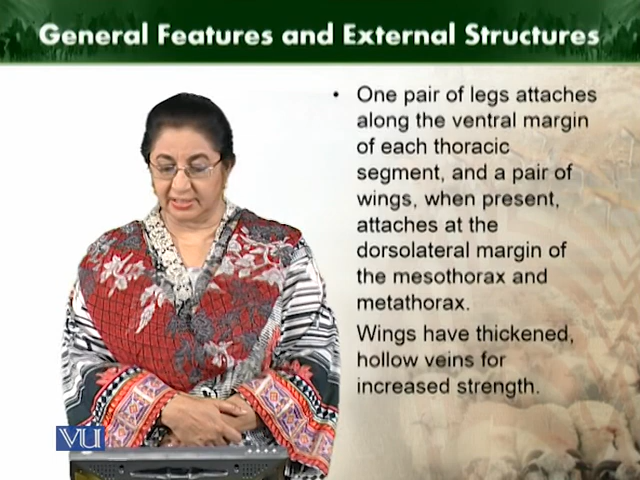 General Features and External Structures
• One pair of legs attaches
along the ventral margin
of each thoracic
segment, and a pair of
wings, when present,
attaches at the
dorsolateral margin of
the mesothorax and
metathorax.
Wings have thickened,
hollow veins for
increased strength.
VU